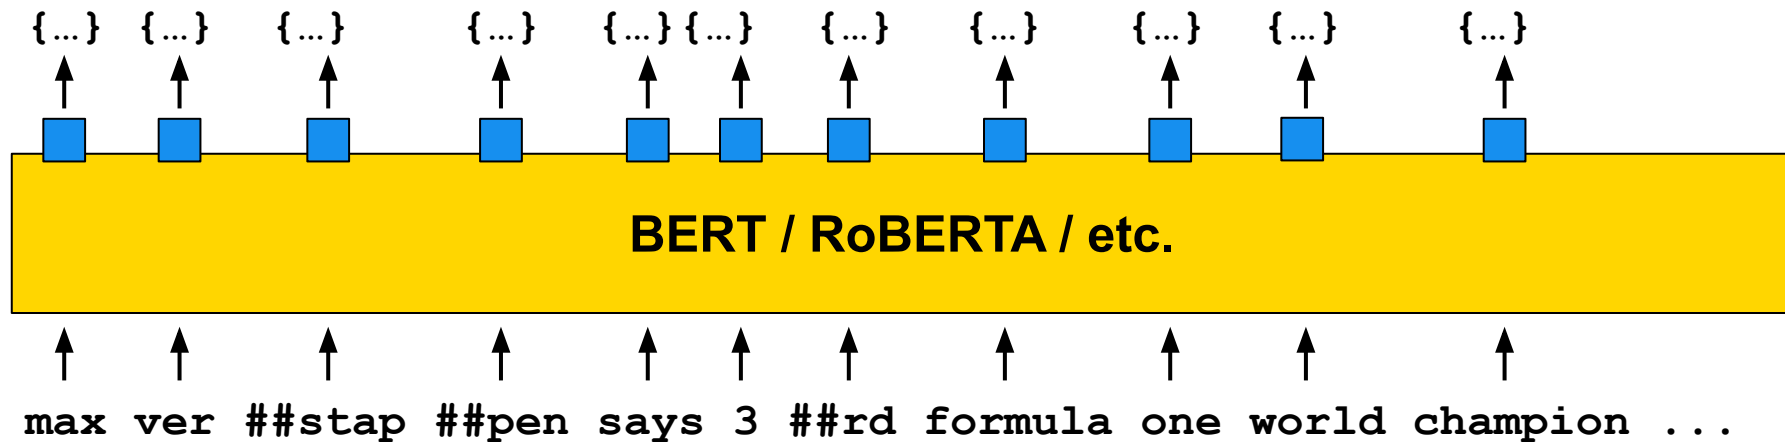 {…} {…} {…} {…} {…} {…} {…} {…} {…} {…} {…}
BERT / RoBERTA / etc.
max ver ##stap ##pen says 3 ##rd formula one world champion ...